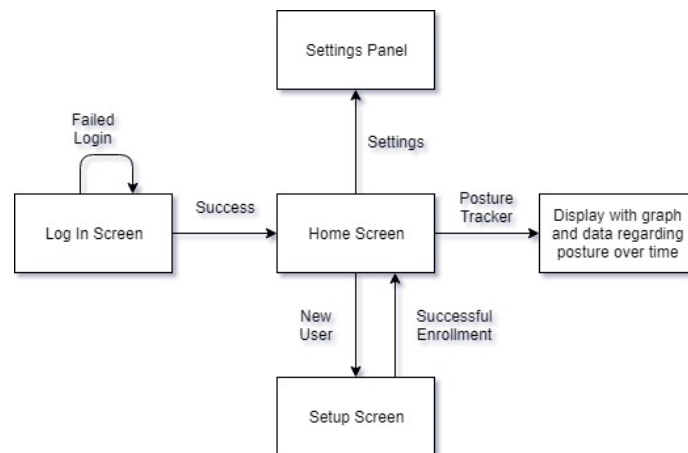 Settings Panel
Failed
Login
Settings
Success
Posture
Tracker
Log In Screen
Home Screen
Display with graph
and data regarding
posture over time
New
User
Successful
Enrollment
Setup Screen